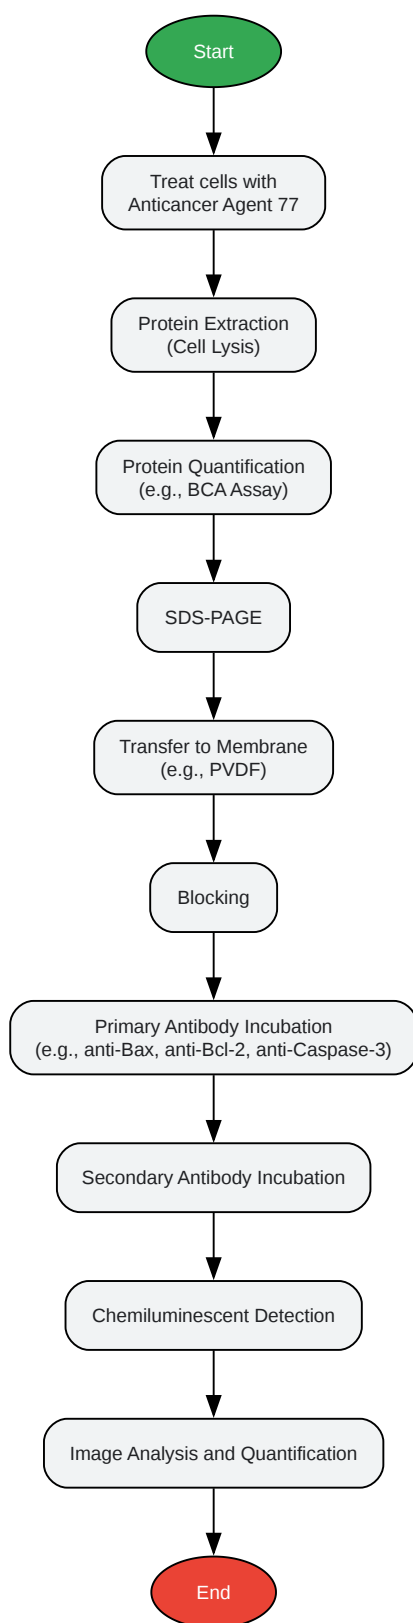 Start
Treat cells with
Anticancer Agent 77
Protein Extraction
(Cell Lysis)
Protein Quantification
(e.g., BCA Assay)
SDS-PAGE
Transfer to Membrane
(e.g., PVDF)
Blocking
Primary Antibody Incubation
(e.g., anti-Bax, anti-Bcl-2, anti-Caspase-3)
Secondary Antibody Incubation
Chemiluminescent Detection
Image Analysis and Quantification
End